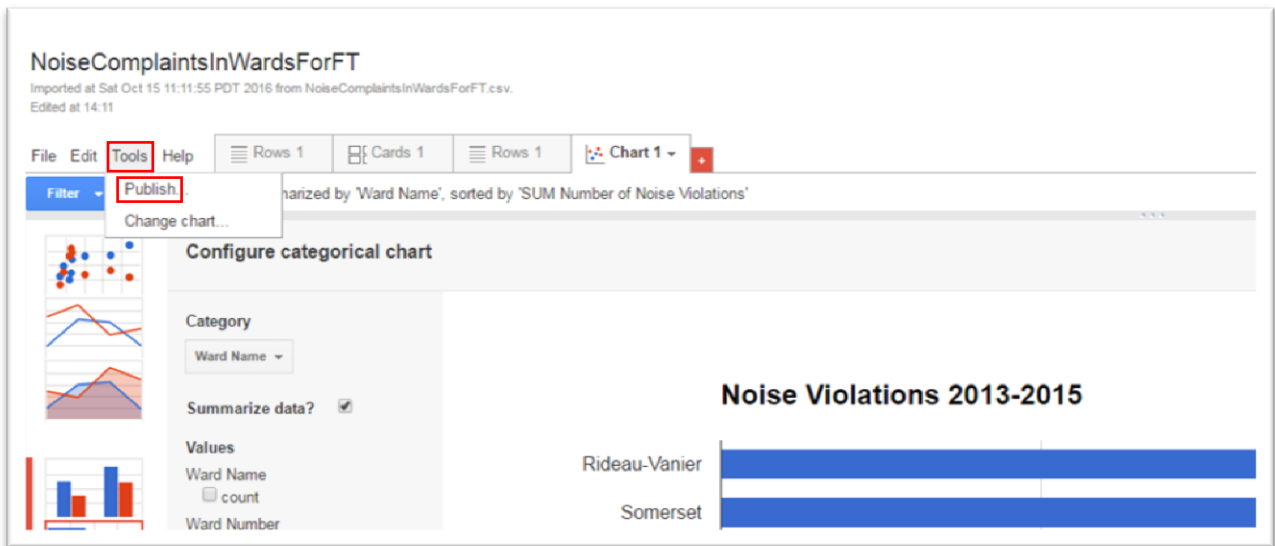 NoiseComplaintsInWardsForFT
Imported at Sat Oct 15 11:11:55 PDT 2016 from NoiseComplaintsInWardsForFT.csv.
Edited at 14:11
File Edit Tools Help Rows 1 Cards 1 Rows 1 Chart 1 +
Filter Publish... by 'Ward Name', sorted by 'SUM Number of Noise Violations'
Change chart...
Configure categorical chart
Category
Ward Name
Summarize data?
Noise Violations 2013-2015
Values
Ward Name
count
Ward Number
Rideau-Vanier
Somerset